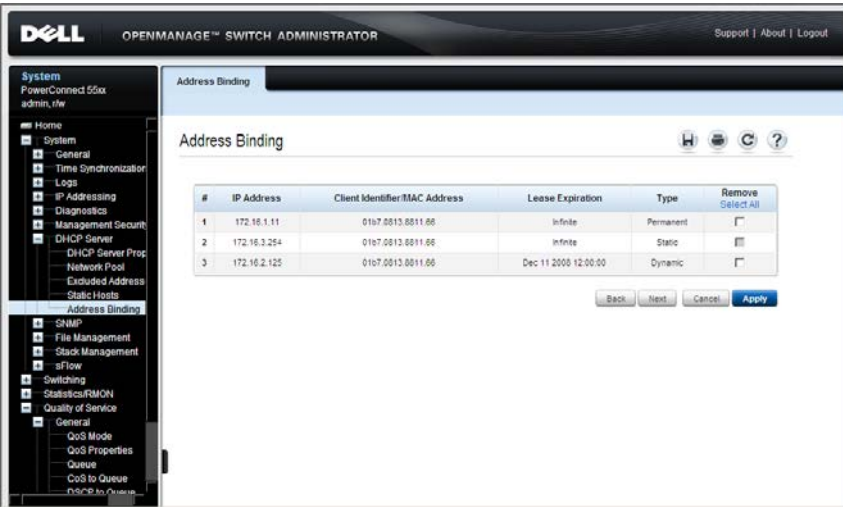 DELL
OPENMANAGE™ SWITCH ADMINISTRATOR
Support | About | Logout
System
PowerConnect 55xx
admin, r/w
Home
System
General
Time Synchronization
Logs
IP Addressing
Diagnostics
Management Securit
DHCP Server
DHCP Server Prop
Network Pool
Excluded Address
Static Hosts
Address Binding
SNMP
File Management
Stack Management
sFlow
Switching
Statistics/RMON
Quality of Service
General
QoS Mode
QoS Properties
Queue
CoS to Queue
DSCP to Queue
Address Binding
Address Binding
# IP Address Client Identifier/MAC Address Lease Expiration Type Remove Select All
1 172.16.1.11 01b7.0813.8811.66 Infinite Permanent
2 172.16.3.254 01b7.0813.8811.66 Infinite Static
3 172.16.2.125 01b7.0813.8811.66 Dec 11 2008 12:00:00 Dynamic
Back Next Cancel Apply